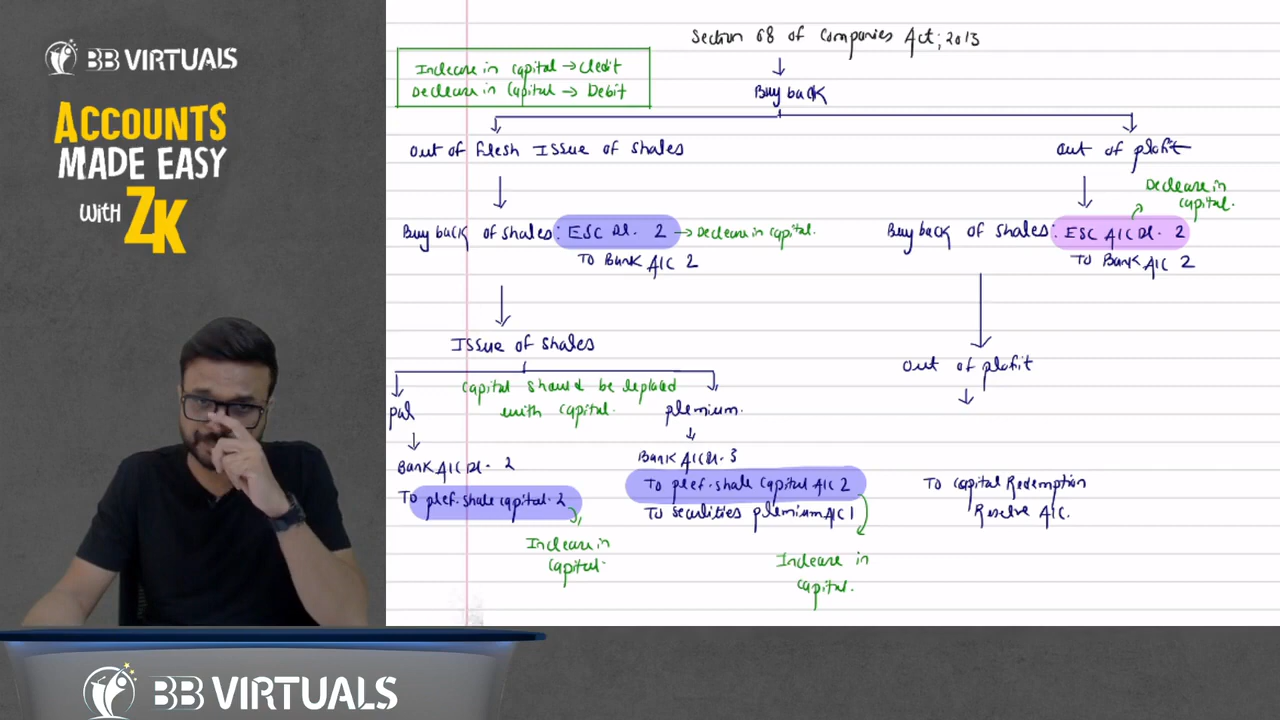 BB VIRTUALS
ACCOUNTS
MADE EASY
WITH ZK
Section 68 of Companies Act, 2013
Increase in capital → Credit
Decrease in capital → Debit
Buy back
Out of fresh Issue of shares
Out of profit
Decrease in
capital.
Buy back of shares: ESC Dr. 2 → Decrease in capital.
To Bank A/C 2
Buy back of shares: ESC A/C Dr. 2
To Bank A/C 2
Issue of shares
Out of profit
Capital should be replaced
with capital.
par
premium.
Bank A/C Dr. 2
To pref. share capital. 2
Bank A/C Dr. 3
To pref. share capital A/C 2
To securities premium A/C 1
To capital Redemption
Reserve A/C.
Increase in
capital.
Increase in
capital.
BB VIRTUALS